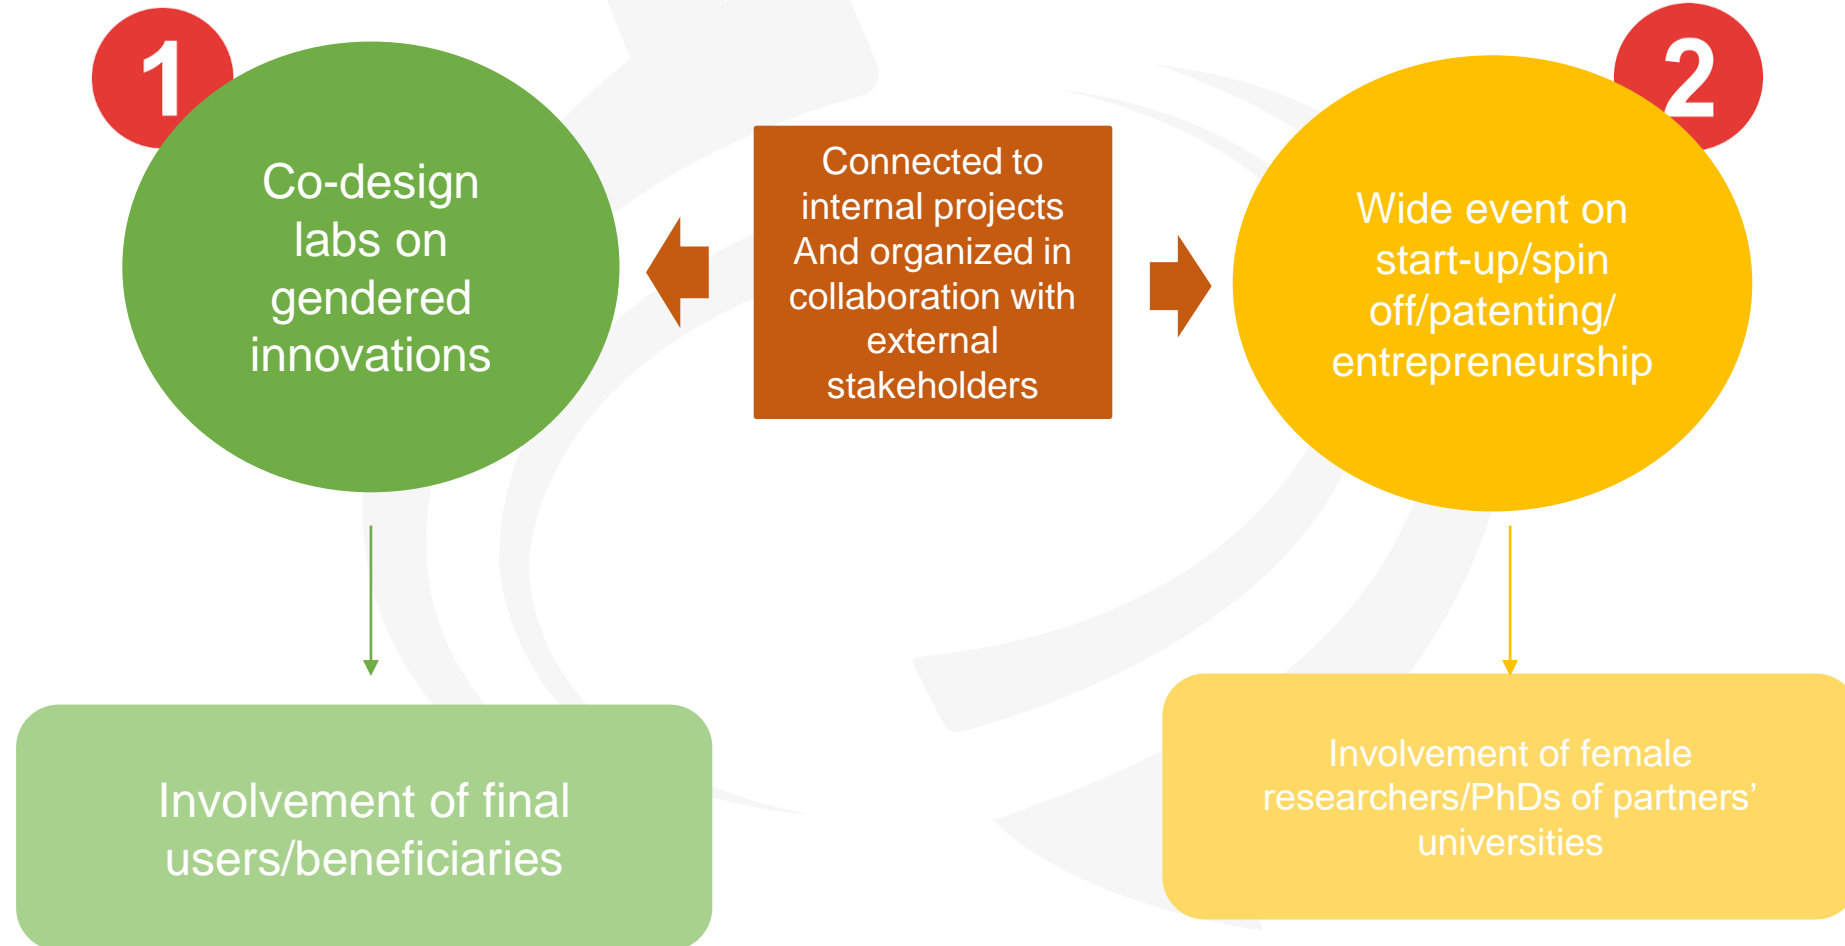 1
Co-design
labs on
gendered
innovations
Connected to
internal projects
And organized in
collaboration with
external
stakeholders
2
Wide event on
start-up/spin
off/patenting/
entrepreneurship
Involvement of final
users/beneficiaries
Involvement of female
researchers/PhDs of partners’
universities